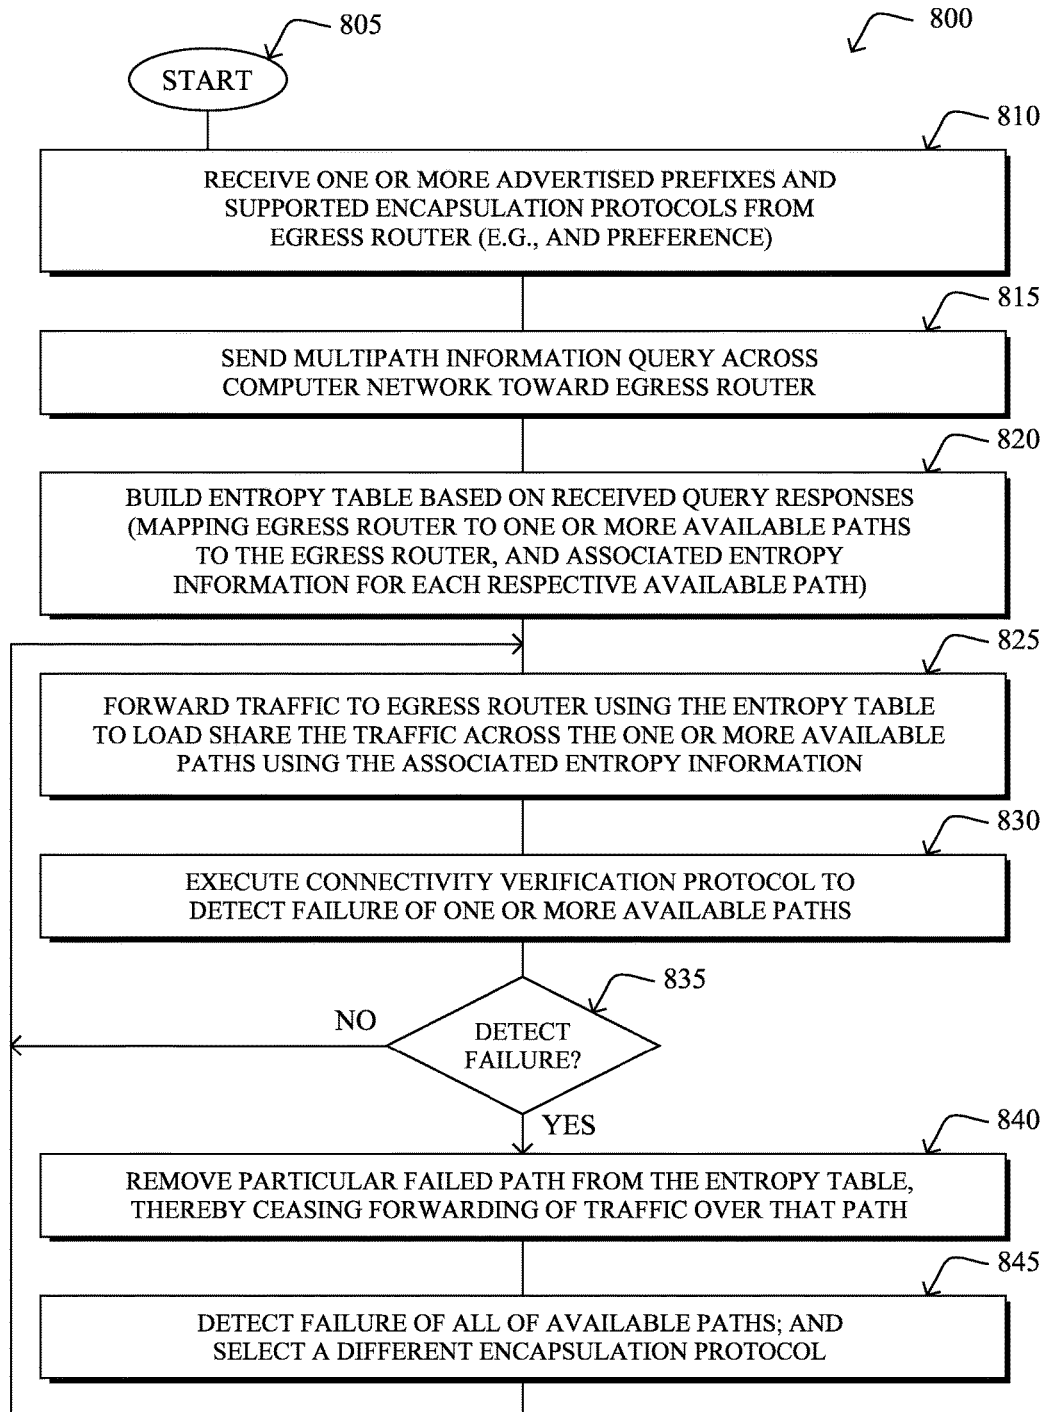 805
800
START
810
RECEIVE ONE OR MORE ADVERTISED PREFIXES AND
SUPPORTED ENCAPSULATION PROTOCOLS FROM
EGRESS ROUTER (E.G., AND PREFERENCE)
815
SEND MULTIPATH INFORMATION QUERY ACROSS
COMPUTER NETWORK TOWARD EGRESS ROUTER
820
BUILD ENTROPY TABLE BASED ON RECEIVED QUERY RESPONSES
(MAPPING EGRESS ROUTER TO ONE OR MORE AVAILABLE PATHS
TO THE EGRESS ROUTER, AND ASSOCIATED ENTROPY
INFORMATION FOR EACH RESPECTIVE AVAILABLE PATH)
825
FORWARD TRAFFIC TO EGRESS ROUTER USING THE ENTROPY TABLE
TO LOAD SHARE THE TRAFFIC ACROSS THE ONE OR MORE AVAILABLE
PATHS USING THE ASSOCIATED ENTROPY INFORMATION
830
EXECUTE CONNECTIVITY VERIFICATION PROTOCOL TO
DETECT FAILURE OF ONE OR MORE AVAILABLE PATHS
835
NO
DETECT
FAILURE?
YES
840
REMOVE PARTICULAR FAILED PATH FROM THE ENTROPY TABLE,
THEREBY CEASING FORWARDING OF TRAFFIC OVER THAT PATH
845
DETECT FAILURE OF ALL OF AVAILABLE PATHS; AND
SELECT A DIFFERENT ENCAPSULATION PROTOCOL